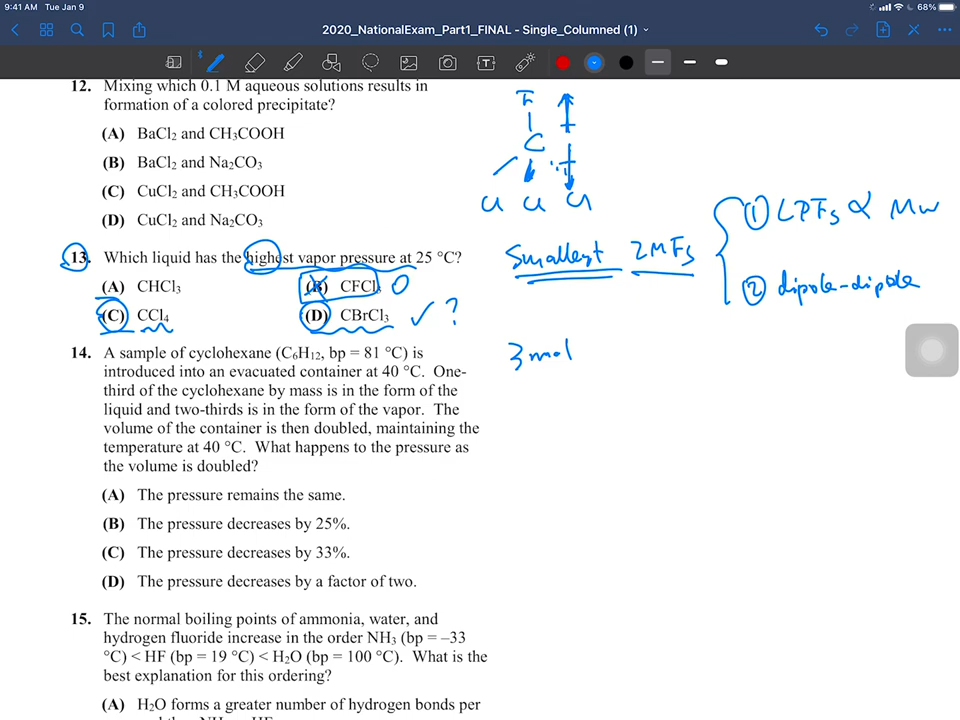 9:41 AM Tue Jan 9
68%
2020_NationalExam_Part1_FINAL - Single_Columned (1)
12. Mixing which 0.1 M aqueous solutions results in
formation of a colored precipitate?
(A) BaCl₂ and CH₃COOH
(B) BaCl₂ and Na₂CO₃
(C) CuCl₂ and CH₃COOH
(D) CuCl₂ and Na₂CO₃
F
C
Cl Cl Cl
13. Which liquid has the highest vapor pressure at 25 °C?
(A) CHCl₃
(B) CFCl₃
(C) CCl₄
(D) CBrCl₃ ✓ ?
Smallest IMFs
① LDFs ∝ MW
② dipole-dipole
14. A sample of cyclohexane (C₆H₁₂, bp = 81 °C) is
introduced into an evacuated container at 40 °C. One-
third of the cyclohexane by mass is in the form of the
liquid and two-thirds is in the form of the vapor. The
volume of the container is then doubled, maintaining the
temperature at 40 °C. What happens to the pressure as
the volume is doubled?
3 mol
(A) The pressure remains the same.
(B) The pressure decreases by 25%.
(C) The pressure decreases by 33%.
(D) The pressure decreases by a factor of two.
15. The normal boiling points of ammonia, water, and
hydrogen fluoride increase in the order NH₃ (bp = –33
°C) < HF (bp = 19 °C) < H₂O (bp = 100 °C). What is the
best explanation for this ordering?
(A) H₂O forms a greater number of hydrogen bonds per